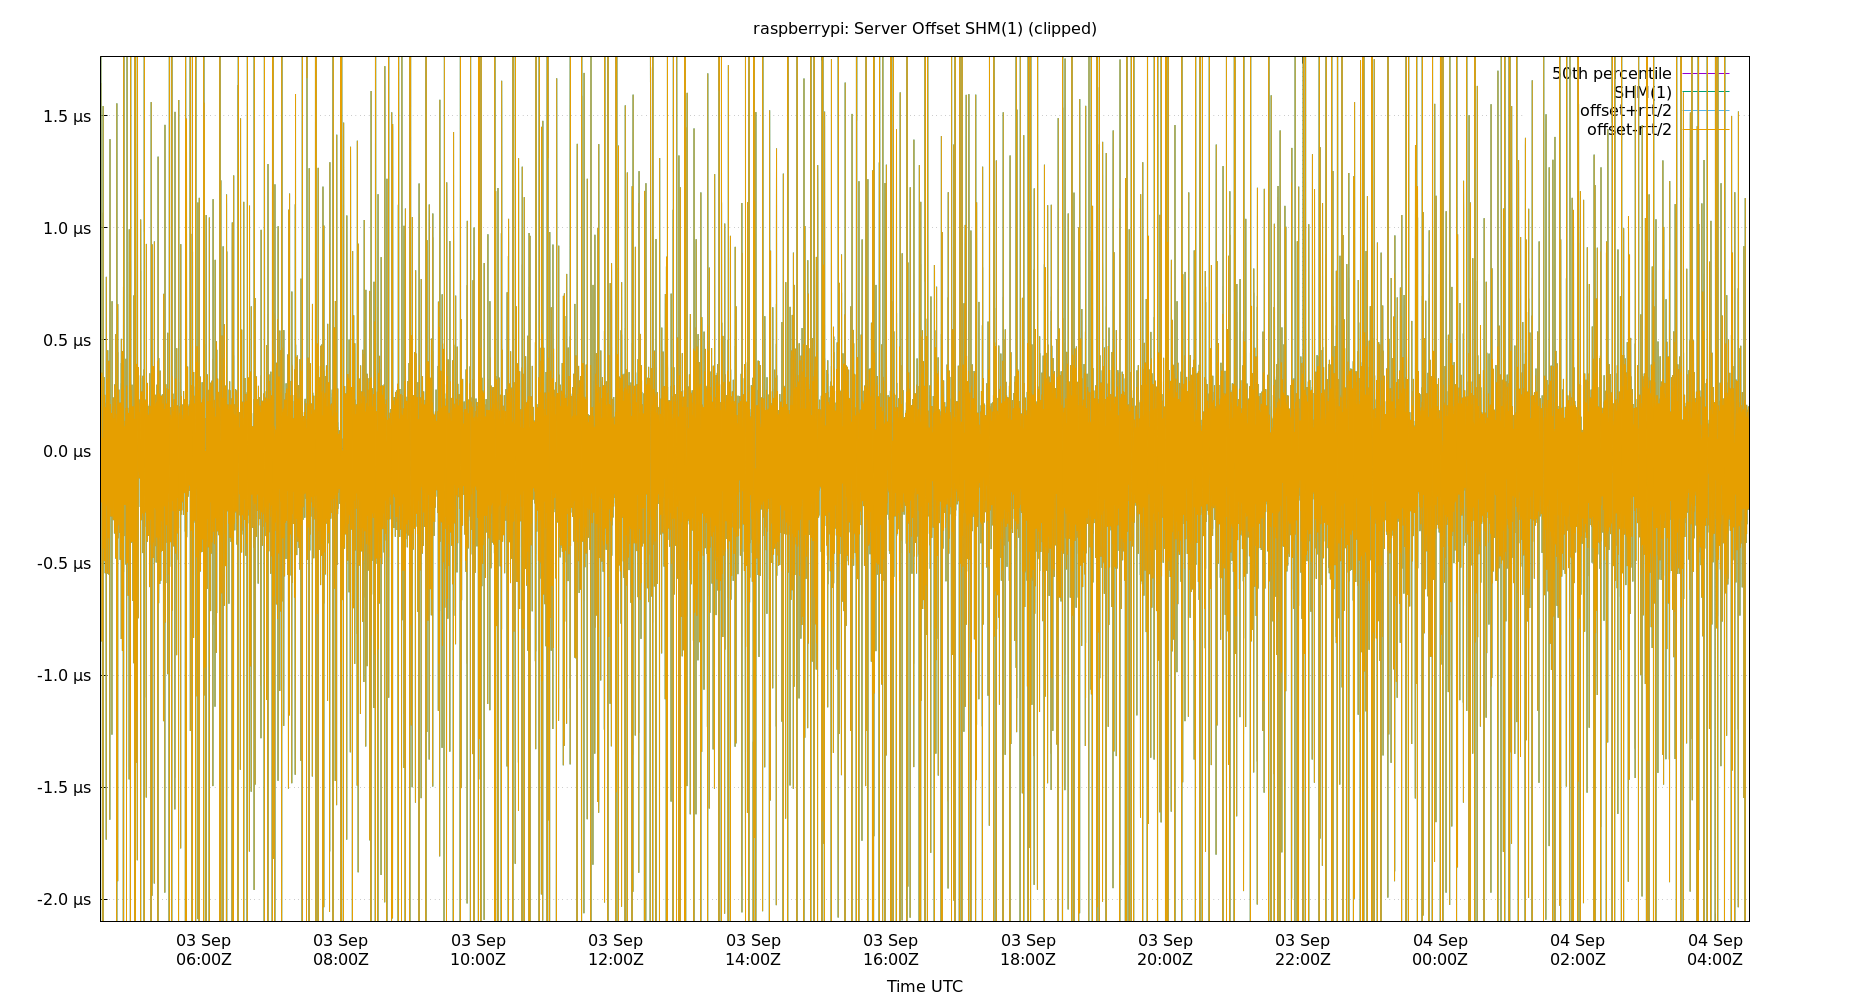 raspberrypi: Server Offset SHM(1) (clipped)
50th percentile
SHM(1)
offset+rtt/2
offset-rtt/2
1.5 µs
1.0 µs
0.5 µs
0.0 µs
-0.5 µs
-1.0 µs
-1.5 µs
-2.0 µs
03 Sep 03 Sep 03 Sep 03 Sep 03 Sep 03 Sep 03 Sep 03 Sep 03 Sep 04 Sep 04 Sep 04 Sep
06:00Z 08:00Z 10:00Z 12:00Z 14:00Z 16:00Z 18:00Z 20:00Z 22:00Z 00:00Z 02:00Z 04:00Z
Time UTC